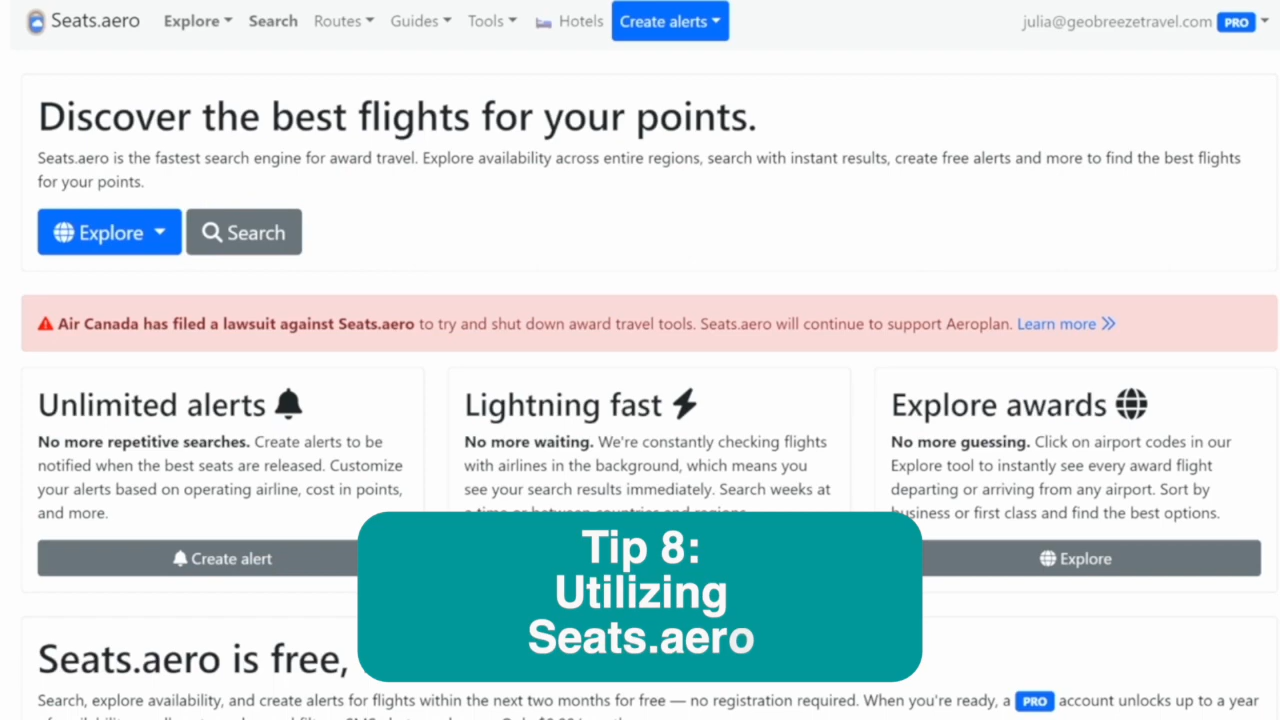 Seats.aero Explore Search Routes Guides Tools Hotels Create alerts julia@geobreezetravel.com PRO
Discover the best flights for your points.
Seats.aero is the fastest search engine for award travel. Explore availability across entire regions, search with instant results, create free alerts and more to find the best flights
for your points.
Explore Search
Air Canada has filed a lawsuit against Seats.aero to try and shut down award travel tools. Seats.aero will continue to support Aeroplan. Learn more
Unlimited alerts
No more repetitive searches. Create alerts to be
notified when the best seats are released. Customize
your alerts based on operating airline, cost in points,
and more.
Create alert
Lightning fast
No more waiting. We're constantly checking flights
with airlines in the background, which means you
see your search results immediately. Search weeks at
Explore awards
No more guessing. Click on airport codes in our
Explore tool to instantly see every award flight
departing or arriving from any airport. Sort by
business or first class and find the best options.
Explore
Tip 8:
Utilizing
Seats.aero
Seats.aero is free,
Search, explore availability, and create alerts for flights within the next two months for free — no registration required. When you're ready, a PRO account unlocks up to a year